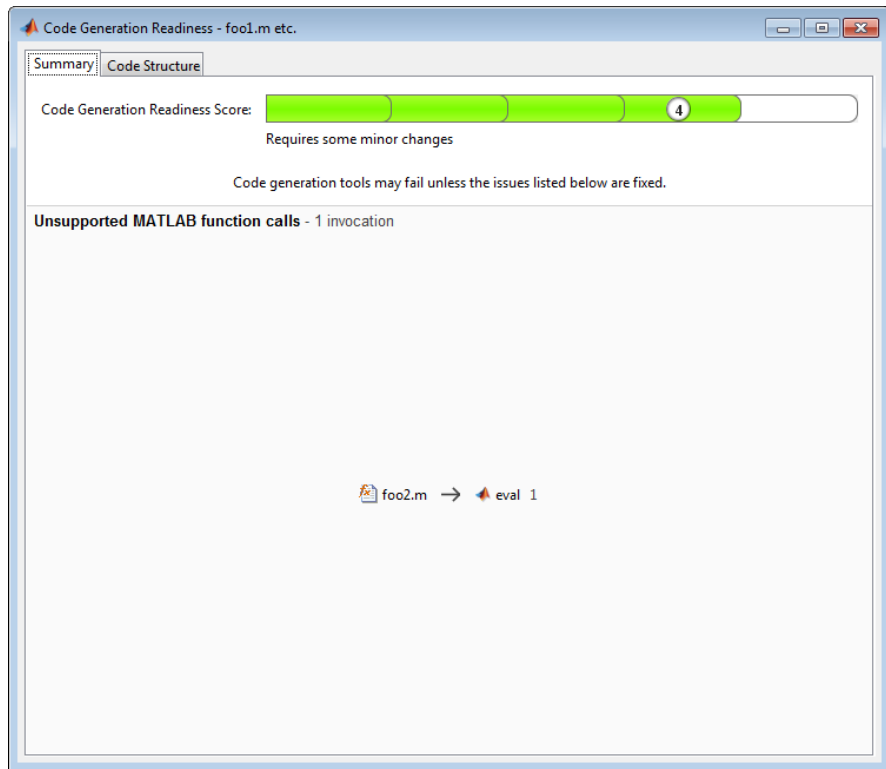 Code Generation Readiness - foo1.m etc.
Summary Code Structure
Code Generation Readiness Score: 4
Requires some minor changes
Code generation tools may fail unless the issues listed below are fixed.
Unsupported MATLAB function calls - 1 invocation
foo2.m → eval 1